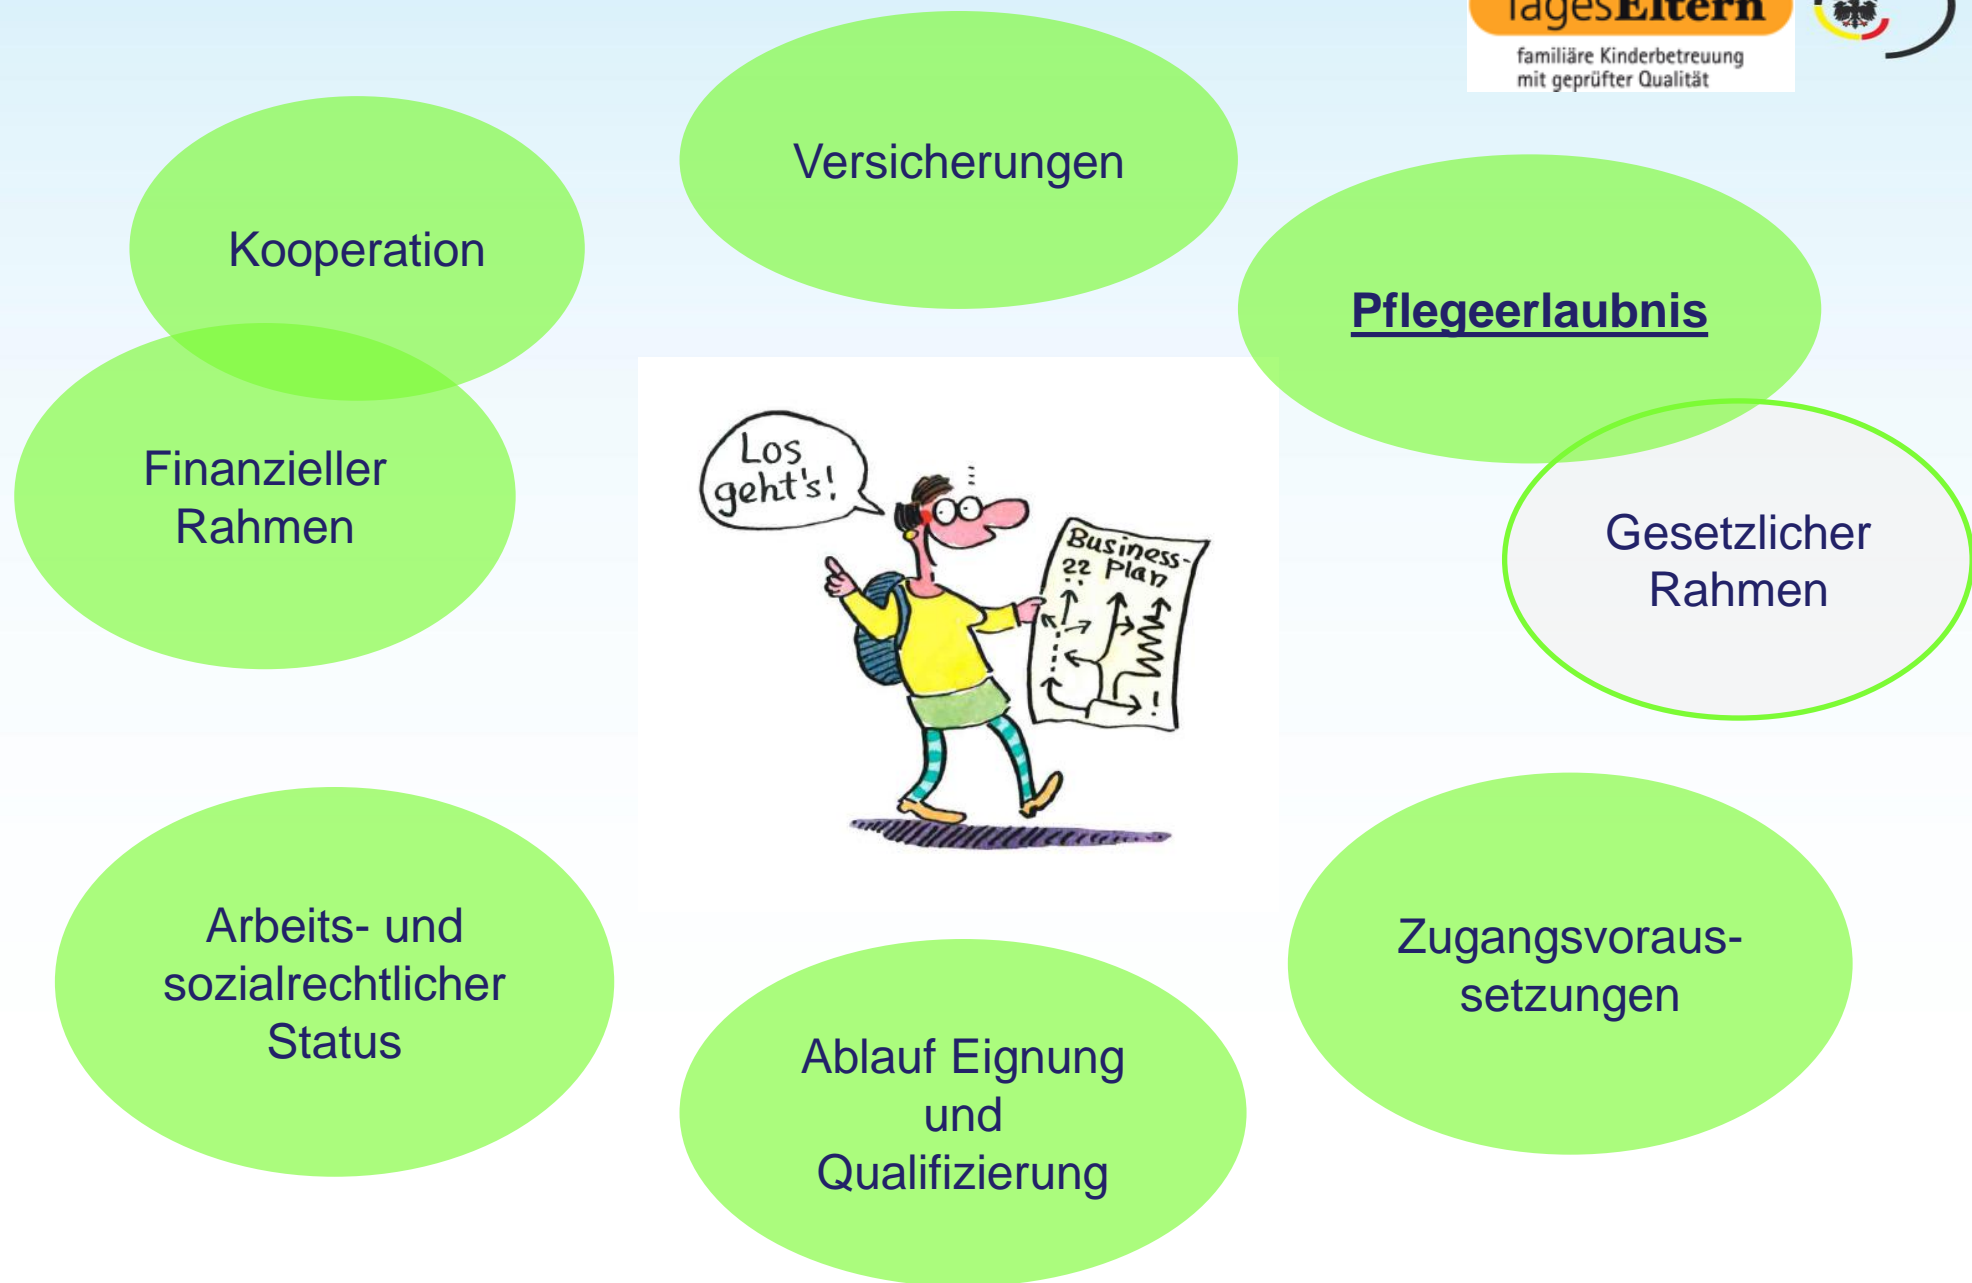 TagesEltern
familiäre Kinderbetreuung
mit geprüfter Qualität
Versicherungen
Kooperation
Pflegeerlaubnis
Finanzieller
Rahmen
Los
geht's!
Business-
?? Plan
!
Gesetzlicher
Rahmen
Arbeits- und
sozialrechtlicher
Status
Zugangsvoraus-
setzungen
Ablauf Eignung
und
Qualifizierung